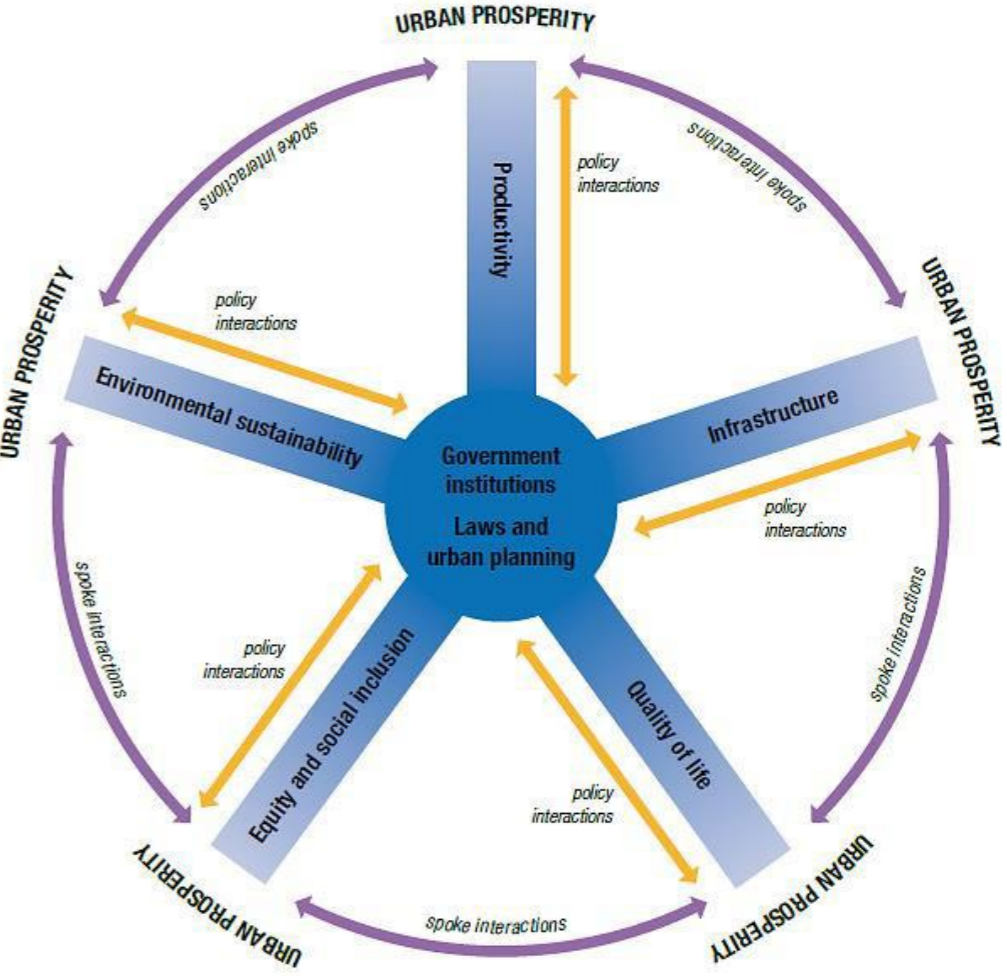 URBAN PROSPERITY
spoke interactions
spoke interactions
policy
interactions
Productivity
URBAN PROSPERITY
URBAN PROSPERITY
policy
interactions
Environmental sustainability
Infrastructure
Government
institutions
Laws and
urban planning
policy
interactions
spoke interactions
spoke interactions
policy
interactions
Equity and social inclusion
Quality of life
policy
interactions
URBAN PROSPERITY
URBAN PROSPERITY
spoke interactions